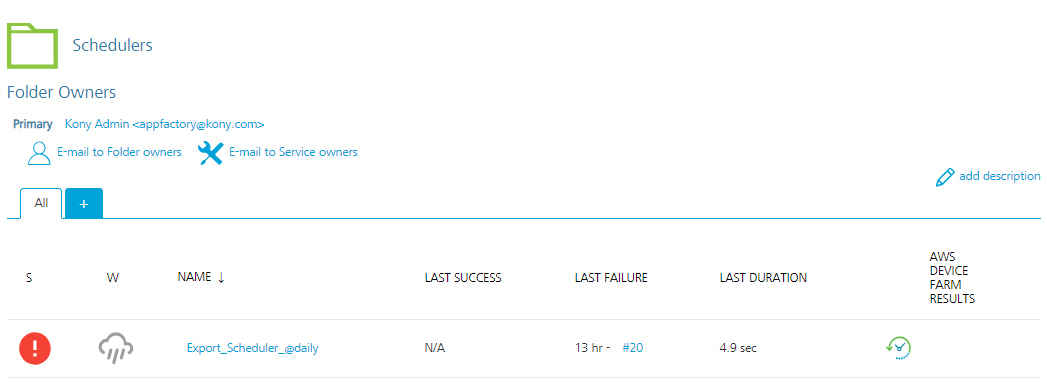 Schedulers
Folder Owners
Primary Kony Admin <appfactory@kony.com>
E-mail to Folder owners E-mail to Service owners
add description
All +
S W NAME ↓ LAST SUCCESS LAST FAILURE LAST DURATION AWS DEVICE FARM RESULTS
Export_Scheduler_@daily N/A 13 hr - #20 4.9 sec